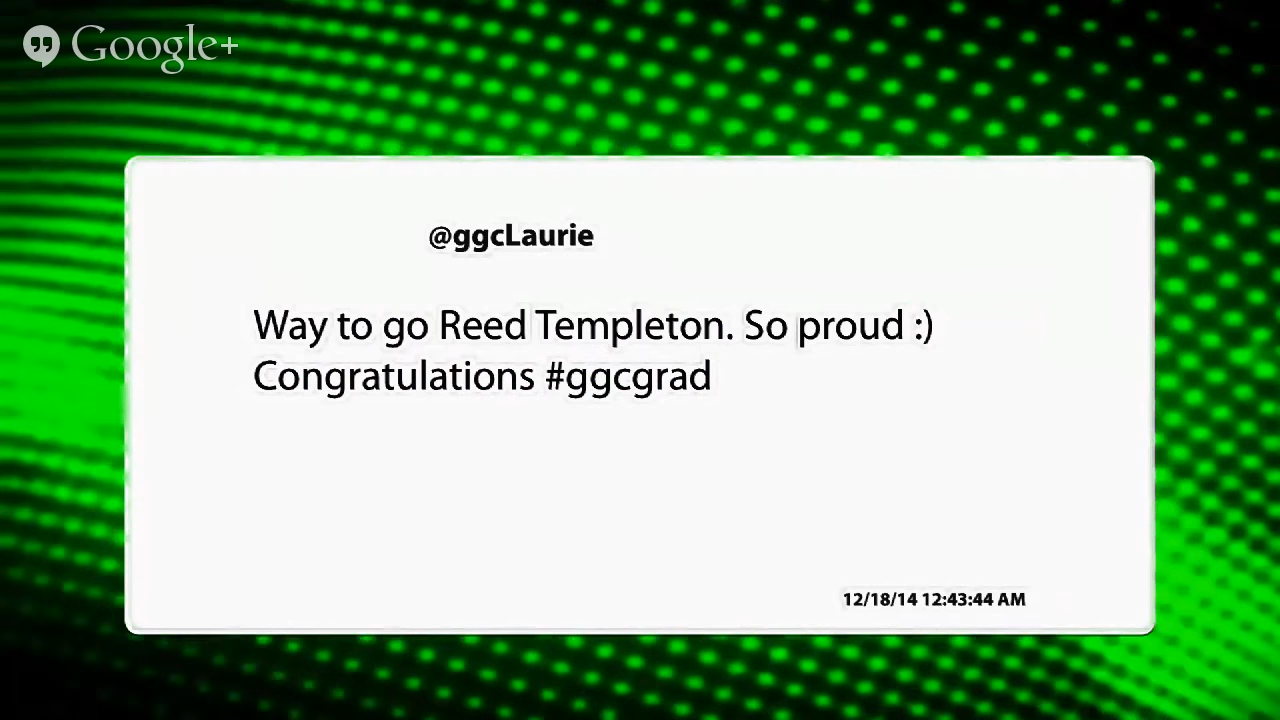 Google+
@ggcLaurie
Way to go Reed Templeton. So proud :)
Congratulations #ggcgrad
12/18/14 12:43:44 AM